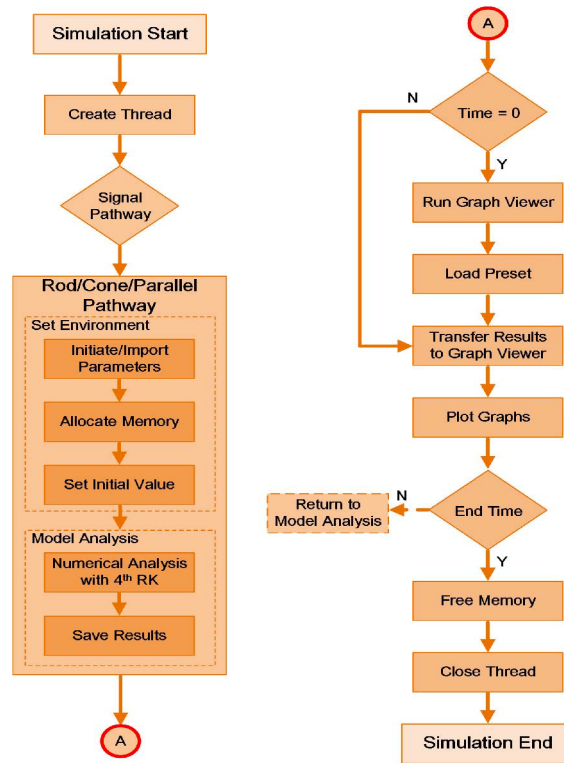 Simulation Start
Create Thread
Signal
Pathway
Rod/Cone/Parallel
Pathway
Set Environment
Initiate/Import
Parameters
Allocate Memory
Set Initial Value
Model Analysis
Numerical Analysis
with 4th RK
Save Results
A
A
Time = 0
N
Y
Run Graph Viewer
Load Preset
Transfer Results
to Graph Viewer
Plot Graphs
End Time
N
Return to
Model Analysis
Y
Free Memory
Close Thread
Simulation End